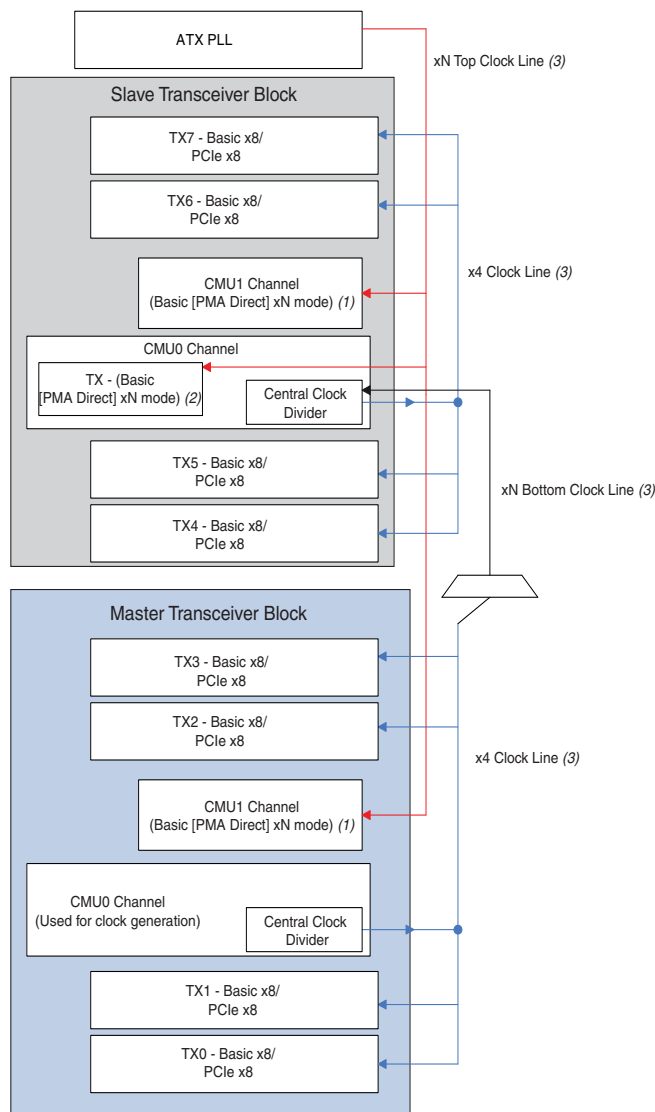 ATX PLL
xN Top Clock Line (3)
Slave Transceiver Block
TX7 - Basic x8/
PCIe x8
TX6 - Basic x8/
PCIe x8
x4 Clock Line (3)
CMU1 Channel
(Basic [PMA Direct] xN mode) (1)
CMU0 Channel
TX - (Basic
[PMA Direct] xN mode) (2)
Central Clock
Divider
TX5 - Basic x8/
PCIe x8
xN Bottom Clock Line (3)
TX4 - Basic x8/
PCIe x8
Master Transceiver Block
TX3 - Basic x8/
PCIe x8
TX2 - Basic x8/
PCIe x8
x4 Clock Line (3)
CMU1 Channel
(Basic [PMA Direct] xN mode) (1)
CMU0 Channel
(Used for clock generation)
Central Clock
Divider
TX1 - Basic x8/
PCIe x8
TX0 - Basic x8/
PCIe x8